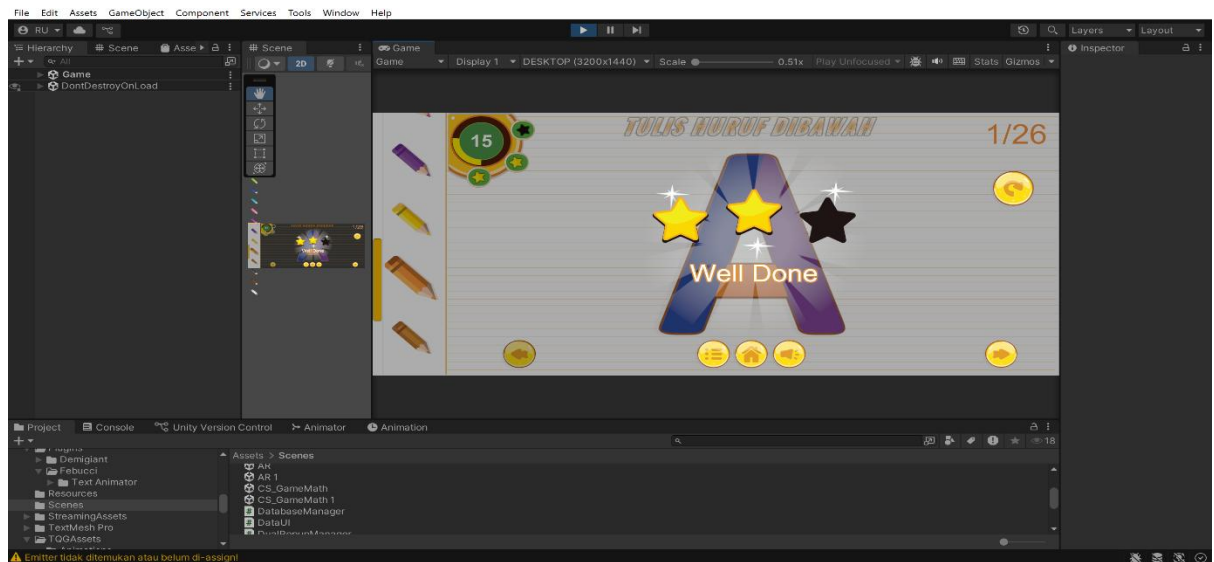 File Edit Assets GameObject Component Services Tools Window Help
RU Layers Layout
Hierarchy Scene Asse Scene Game Inspector
All 2D Game Display 1 DESKTOP (3200x1440) Scale 0.51x Play Unfocused Stats Gizmos
Game
DontDestroyOnLoad
15 TULIS HURUF DIBAWAH 1/26
A
Well Done
Project Console Unity Version Control Animator Animation
18
Plugins
Demigiant
Febucci
Text Animator
Resources
Scenes
StreamingAssets
TextMesh Pro
TQGAssets
Animations
Assets > Scenes
AR
AR 1
CS_GameMath
CS_GameMath 1
DatabaseManager
DataUI
DualPopupManager
Emitter tidak ditemukan atau belum di-assign!